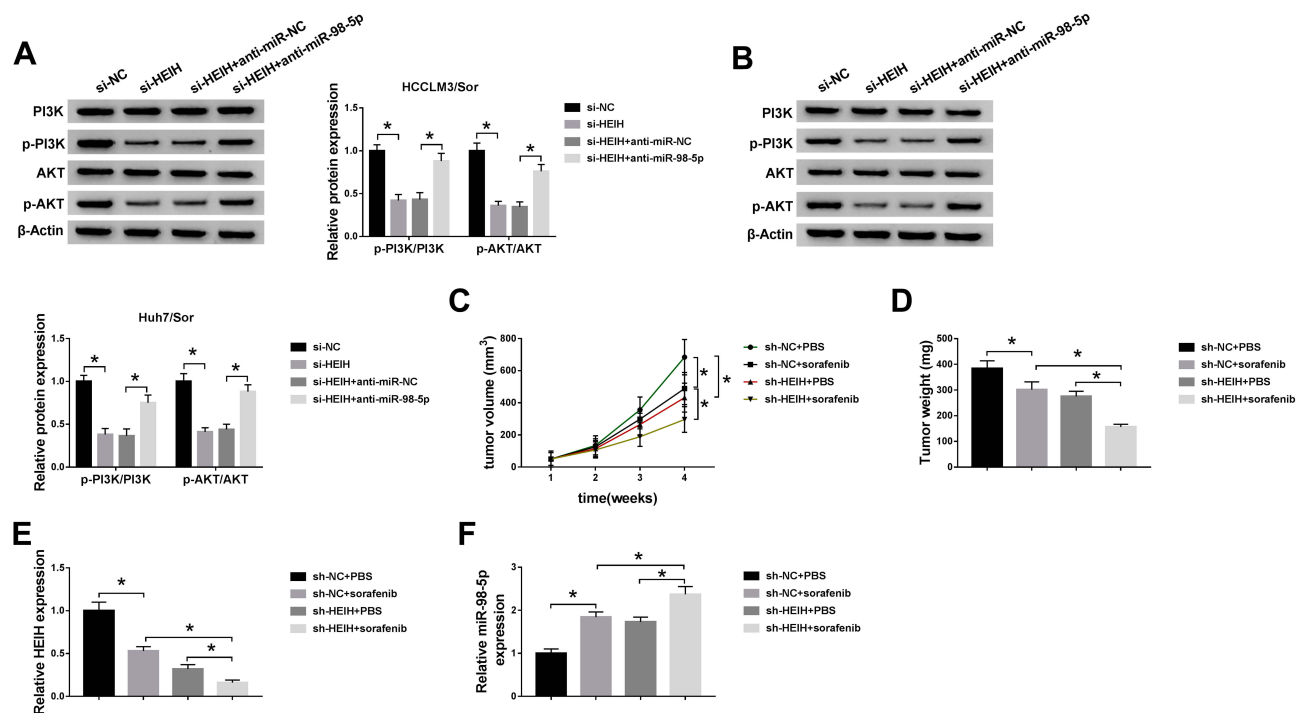 A
si-NC
si-HEIH
si-HEIH+anti-miR-NC
si-HEIH+anti-miR-98-5p
PI3K
p-PI3K
AKT
p-AKT
β-Actin
HCCLM3/Sor
Relative protein expression
1.5
1.0
0.5
0.0
* * * *
p-PI3K/PI3K
p-AKT/AKT
si-NC
si-HEIH
si-HEIH+anti-miR-NC
si-HEIH+anti-miR-98-5p
B
si-NC
si-HEIH
si-HEIH+anti-miR-NC
si-HEIH+anti-miR-98-5p
PI3K
p-PI3K
AKT
p-AKT
β-Actin
Huh7/Sor
Relative protein expression
1.5
1.0
0.5
0.0
* * * *
p-PI3K/PI3K
p-AKT/AKT
si-NC
si-HEIH
si-HEIH+anti-miR-NC
si-HEIH+anti-miR-98-5p
C
tumor volume (mm³)
800
600
400
200
0
1 2 3 4
time(weeks)
* * *
sh-NC+PBS
sh-NC+sorafenib
sh-HEIH+PBS
sh-HEIH+sorafenib
D
Tumor weight (mg)
500
400
300
200
100
0
* * *
sh-NC+PBS
sh-NC+sorafenib
sh-HEIH+PBS
sh-HEIH+sorafenib
E
Relative HEIH expression
1.5
1.0
0.5
0.0
* * *
sh-NC+PBS
sh-NC+sorafenib
sh-HEIH+PBS
sh-HEIH+sorafenib
F
Relative miR-98-5p
expression
3
2
1
0
* * *
sh-NC+PBS
sh-NC+sorafenib
sh-HEIH+PBS
sh-HEIH+sorafenib